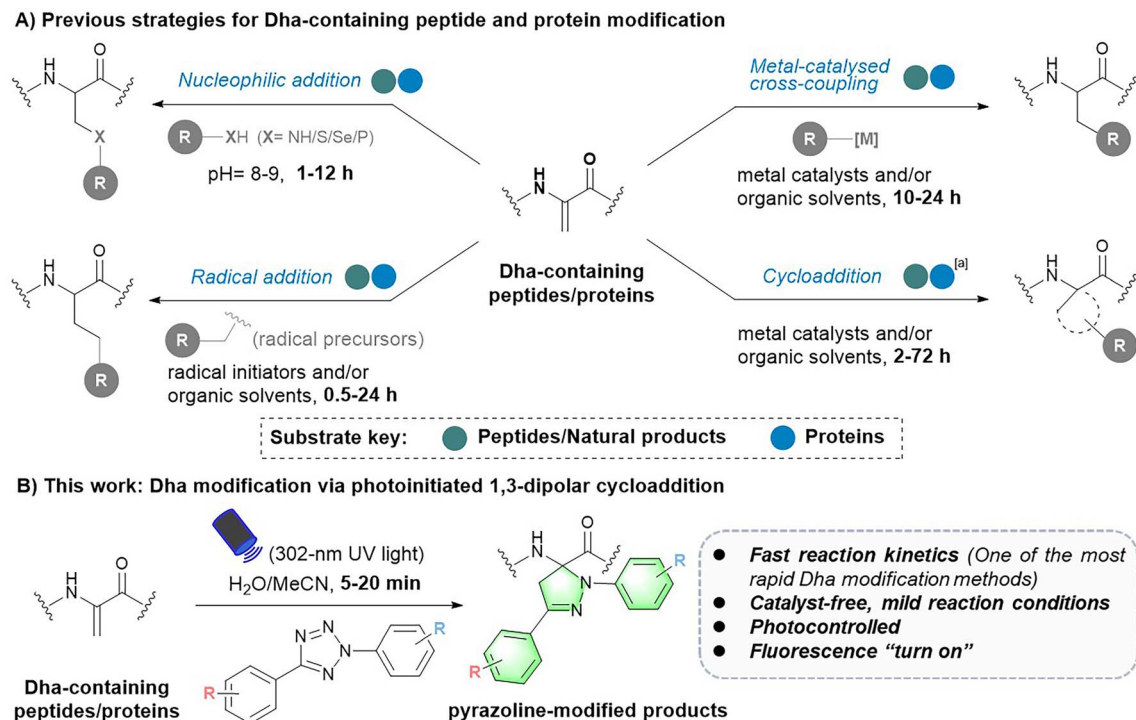 A) Previous strategies for Dha-containing peptide and protein modification
H
N
O
X
R
Nucleophilic addition
R XH (X= NH/S/Se/P)
pH= 8-9, 1-12 h
Metal-catalysed
cross-coupling
R [M]
metal catalysts and/or
organic solvents, 10-24 h
H
N
O
R
H
N
O
Dha-containing
peptides/proteins
H
N
O
R
Radical addition
R (radical precursors)
radical initiators and/or
organic solvents, 0.5-24 h
Cycloaddition [a]
metal catalysts and/or
organic solvents, 2-72 h
H
N
O
R
Substrate key: Peptides/Natural products Proteins
B) This work: Dha modification via photoinitiated 1,3-dipolar cycloaddition
H
N
O
Dha-containing
peptides/proteins
(302-nm UV light)
H₂O/MeCN, 5-20 min
N N
N N
R
R
H
N
O
N
N
R
R
pyrazoline-modified products
● Fast reaction kinetics (One of the most
rapid Dha modification methods)
● Catalyst-free, mild reaction conditions
● Photocontrolled
● Fluorescence “turn on”